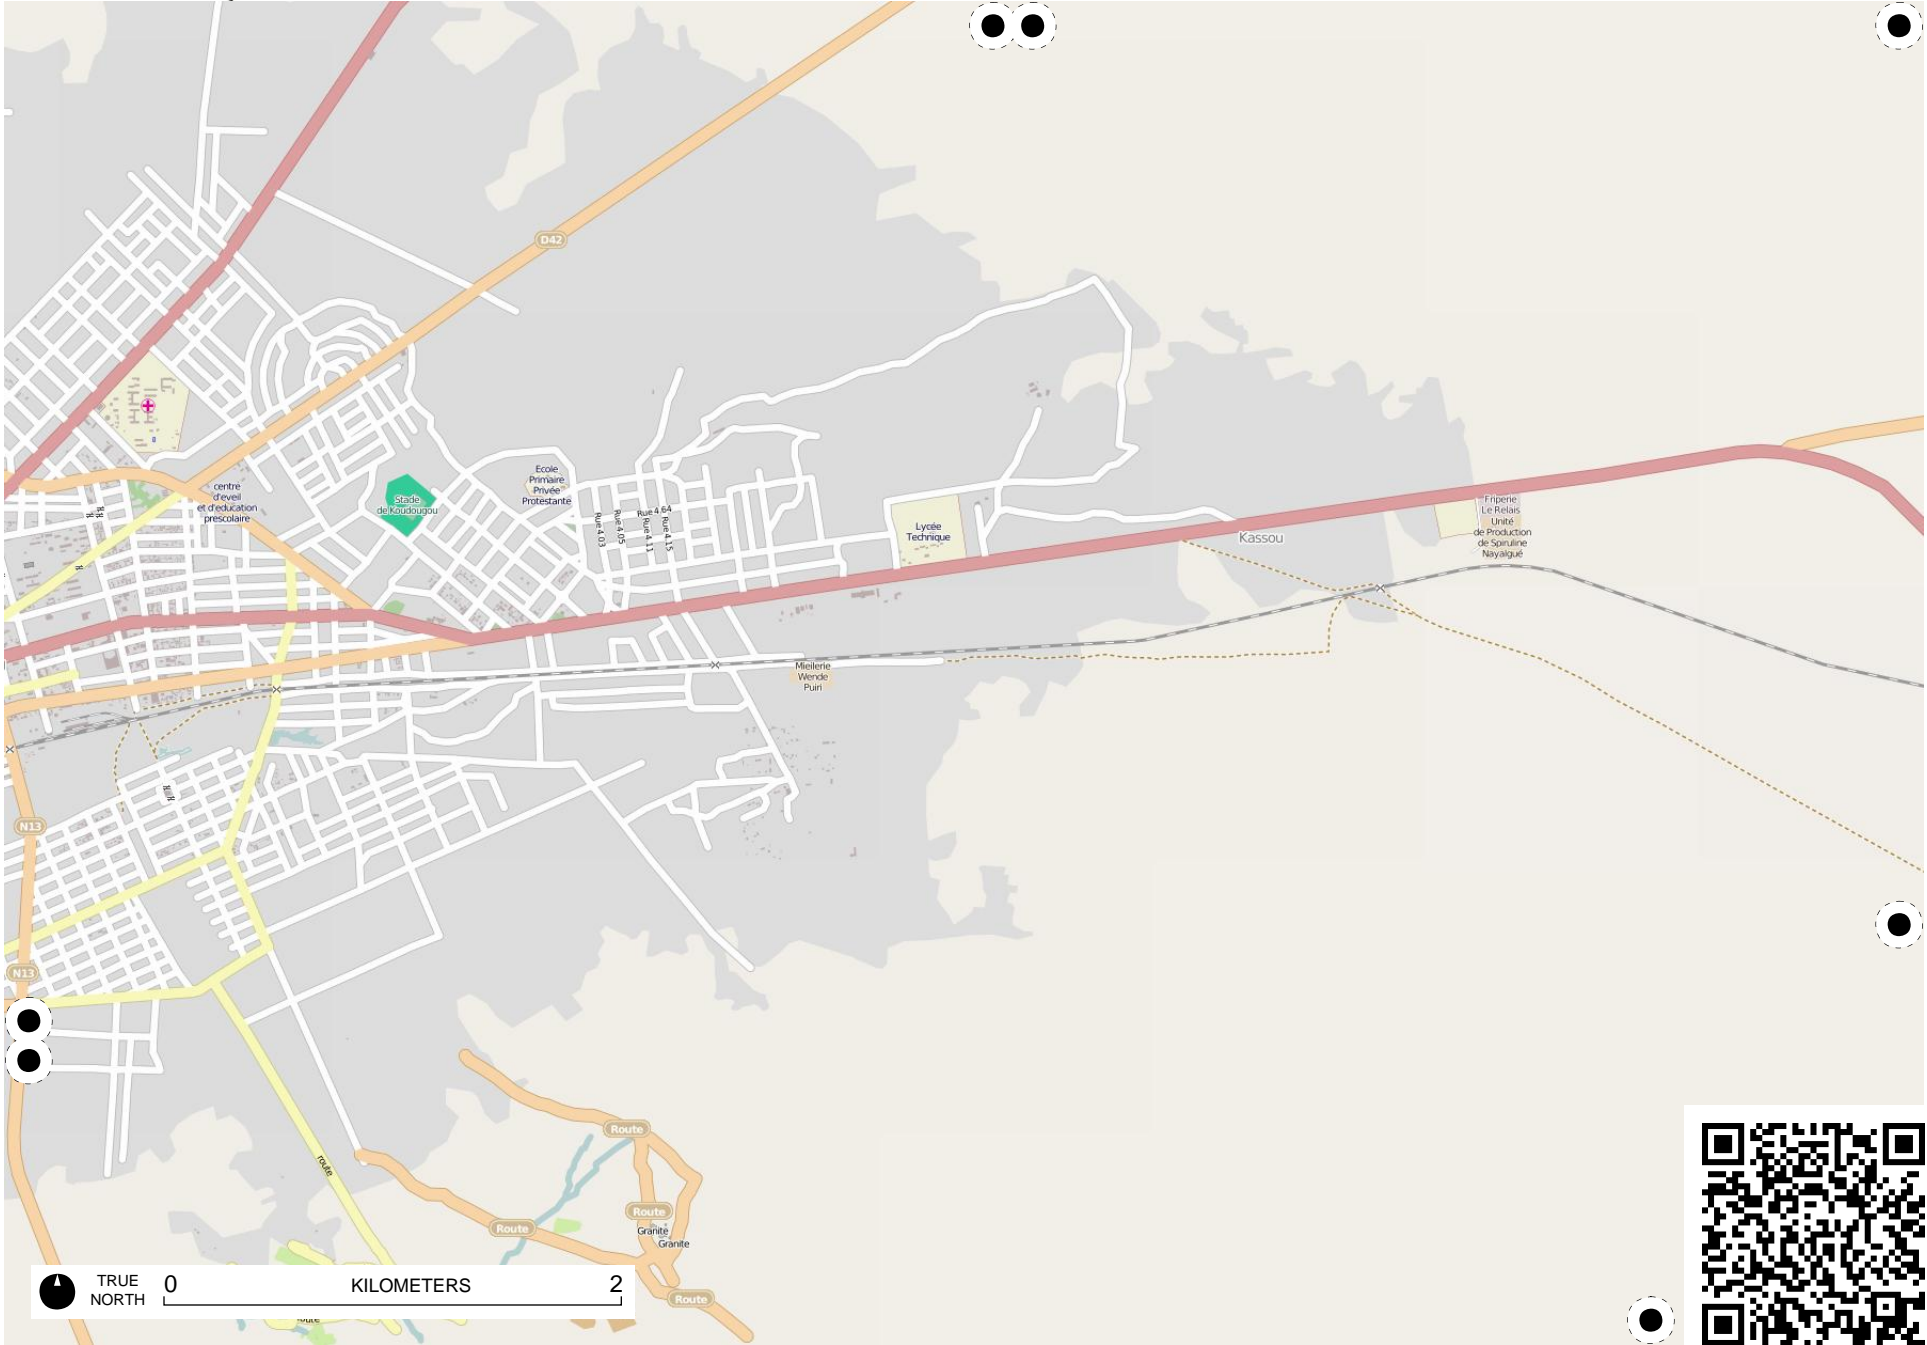 D42
centre
d'eveil
et d'education
prescolaire
Stade
de Koudougou
Ecole
Primaire
Privée
Protestante
Rue 4.64
Rue 4.03
Rue 4.05
Rue 4.11
Rue 4.15
Lycée
Technique
Kassou
Friperie
Le Relais
Unité
de Production
de Spiruline
Nayalgué
Miellerie
Wende
Puiri
N13
N13
route
Route
Route
Route
Granite
Granite
Route
TRUE
NORTH
0
KILOMETERS
2